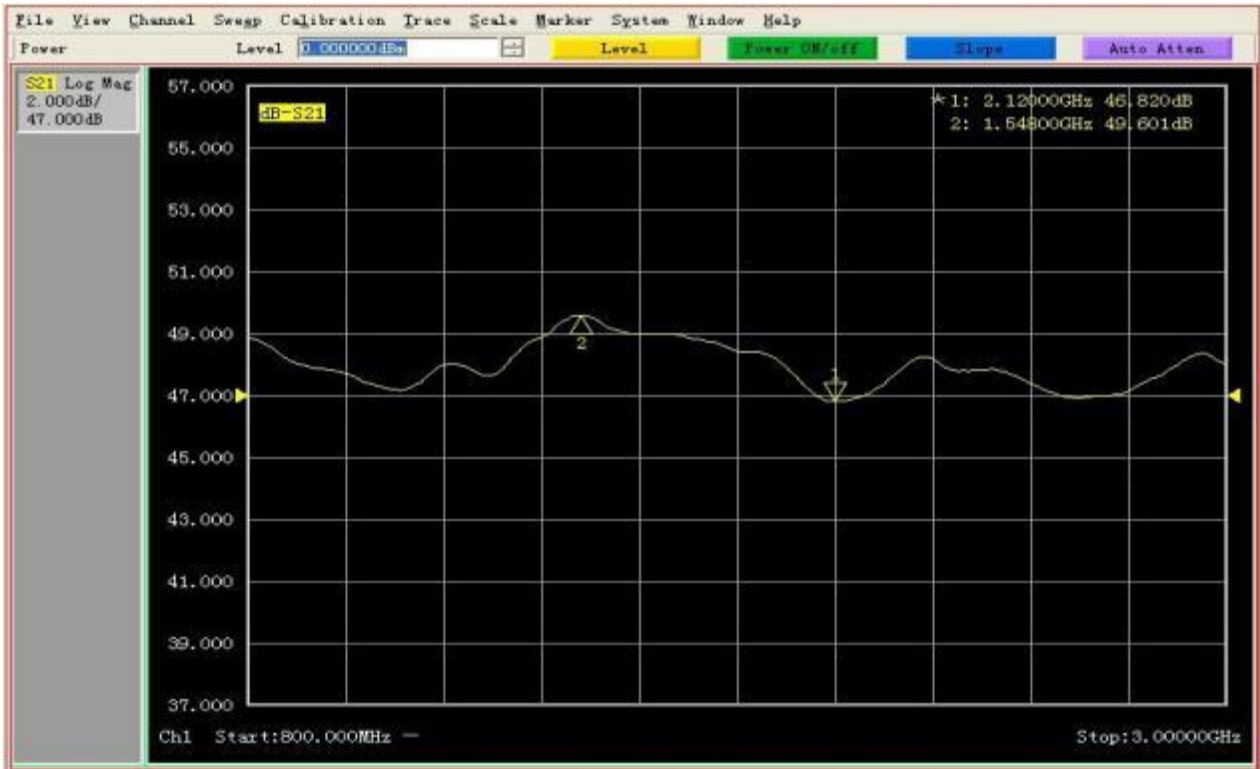 File View Channel Sweep Calibration Trace Scale Marker System Window Help
Power Level 0.000000dBm Level Power ON/off Slope Auto Atten
S21 Log Mag
2.000dB/
47.000dB
dB-S21
*1: 2.12000GHz 46.820dB
2: 1.54800GHz 49.601dB
57.000
55.000
53.000
51.000
49.000
47.000
45.000
43.000
41.000
39.000
37.000
2
1
Ch1 Start:800.000MHz — Stop:3.00000GHz